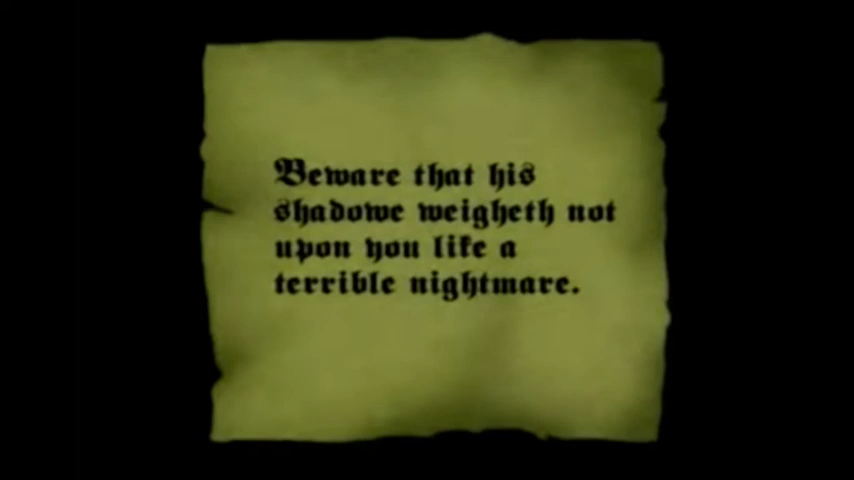 Beware that his
shadowe weigheth not
upon you like a
terrible nightmare.